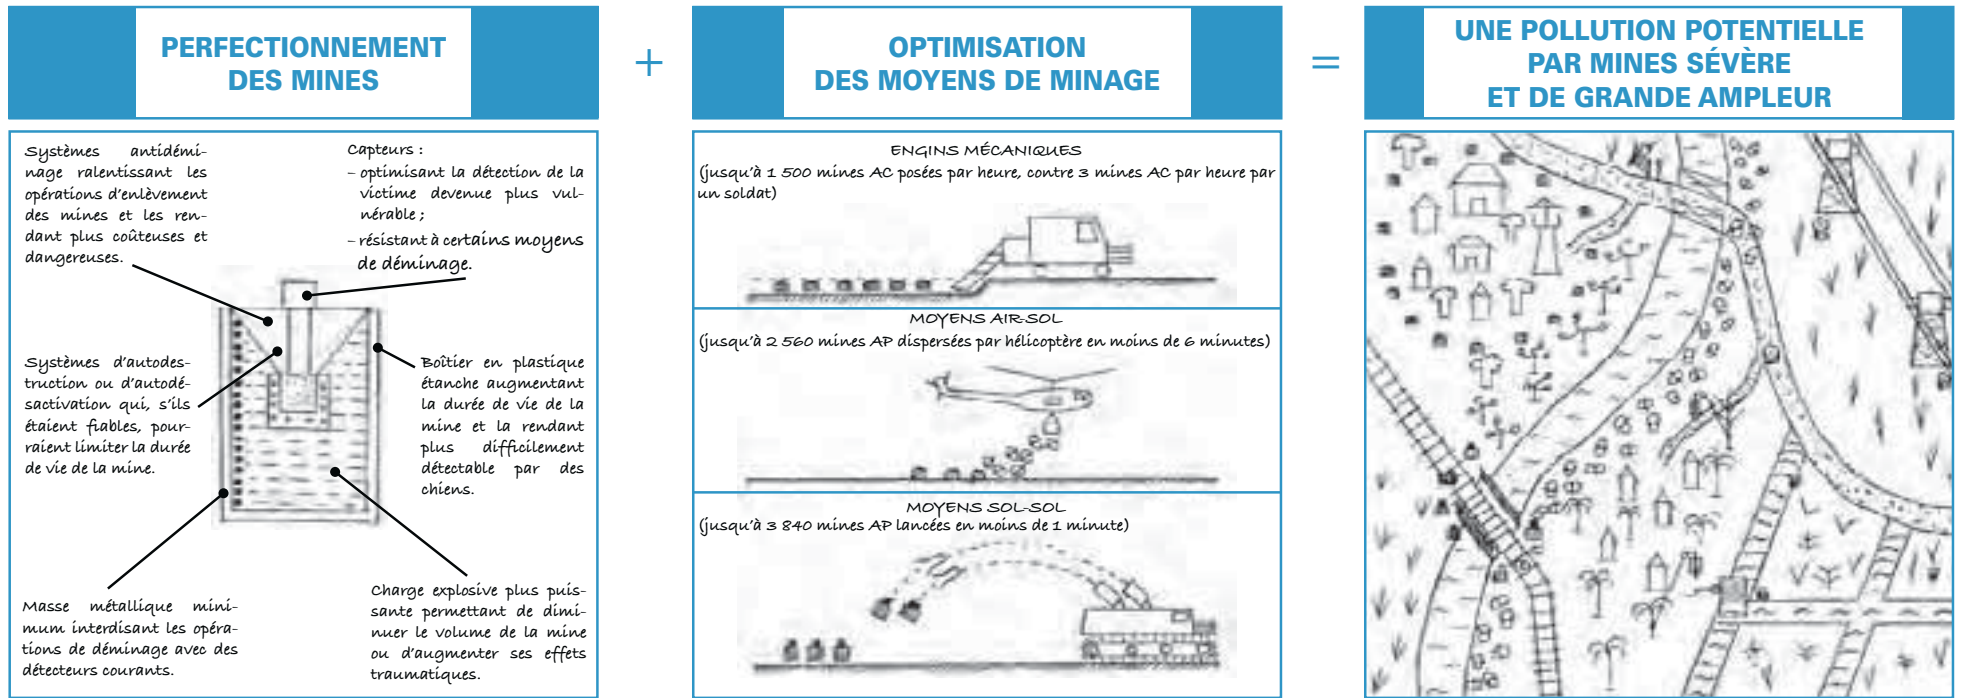 PERFECTIONNEMENT
DES MINES
+
OPTIMISATION
DES MOYENS DE MINAGE
=
UNE POLLUTION POTENTIELLE
PAR MINES SÉVÈRE
ET DE GRANDE AMPLEUR
Systèmes antidémi-
nage ralentissant les
opérations d'enlèvement
des mines et les ren-
dant plus coûteuses et
dangereuses.
Capteurs :
– optimisant la détection de la
victime devenue plus vul-
nérable ;
– résistant à certains moyens
de déminage.
Systèmes d'autodes-
truction ou d'autodé-
sactivation qui, s'ils
étaient fiables, pour-
raient limiter la durée
de vie de la mine.
Boîtier en plastique
étanche augmentant
la durée de vie de la
mine et la rendant
plus difficilement
détectable par des
chiens.
Masse métallique mini-
mum interdisant les opéra-
tions de déminage avec des
détecteurs courants.
Charge explosive plus puis-
sante permettant de dimi-
nuer le volume de la mine
ou d'augmenter ses effets
traumatiques.
ENGINS MÉCANIQUES
(jusqu'à 1 500 mines AC posées par heure, contre 3 mines AC par heure par
un soldat)
MOYENS AIR-SOL
(jusqu'à 2 560 mines AP dispersées par hélicoptère en moins de 6 minutes)
MOYENS SOL-SOL
(jusqu'à 3 840 mines AP lancées en moins de 1 minute)